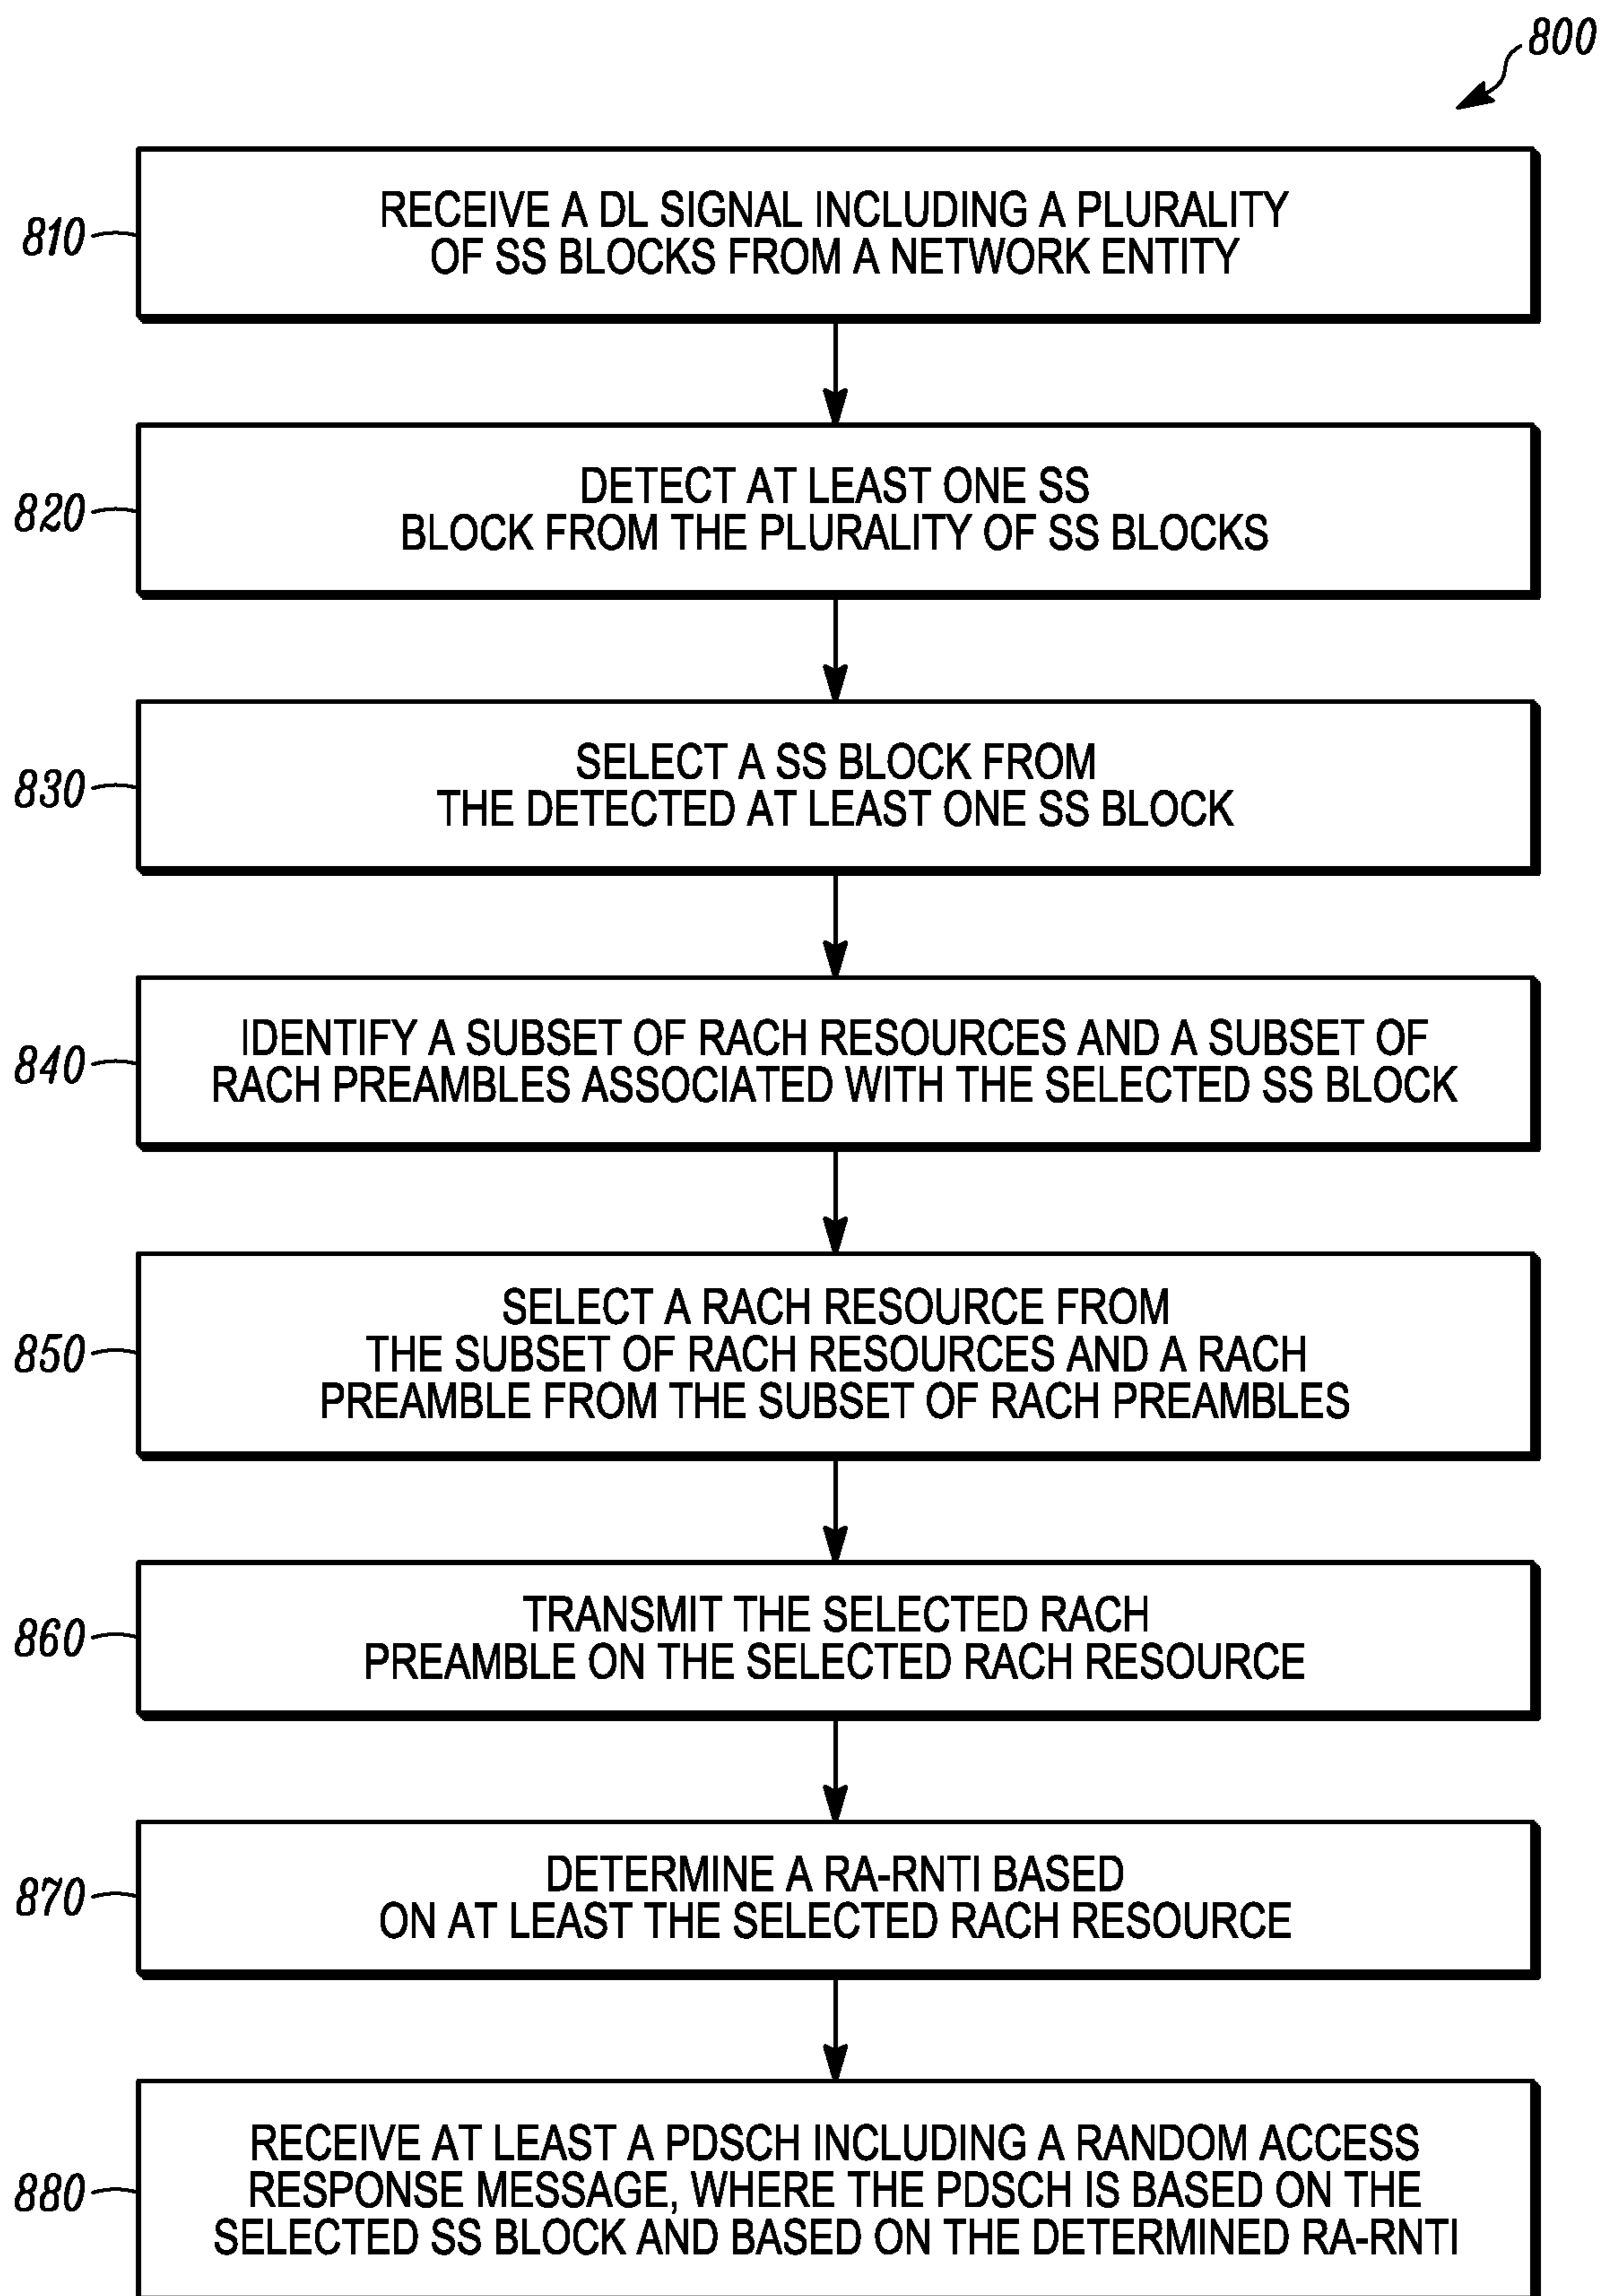 800
810
RECEIVE A DL SIGNAL INCLUDING A PLURALITY
OF SS BLOCKS FROM A NETWORK ENTITY
820
DETECT AT LEAST ONE SS
BLOCK FROM THE PLURALITY OF SS BLOCKS
830
SELECT A SS BLOCK FROM
THE DETECTED AT LEAST ONE SS BLOCK
840
IDENTIFY A SUBSET OF RACH RESOURCES AND A SUBSET OF
RACH PREAMBLES ASSOCIATED WITH THE SELECTED SS BLOCK
850
SELECT A RACH RESOURCE FROM
THE SUBSET OF RACH RESOURCES AND A RACH
PREAMBLE FROM THE SUBSET OF RACH PREAMBLES
860
TRANSMIT THE SELECTED RACH
PREAMBLE ON THE SELECTED RACH RESOURCE
870
DETERMINE A RA-RNTI BASED
ON AT LEAST THE SELECTED RACH RESOURCE
880
RECEIVE AT LEAST A PDSCH INCLUDING A RANDOM ACCESS
RESPONSE MESSAGE, WHERE THE PDSCH IS BASED ON THE
SELECTED SS BLOCK AND BASED ON THE DETERMINED RA-RNTI